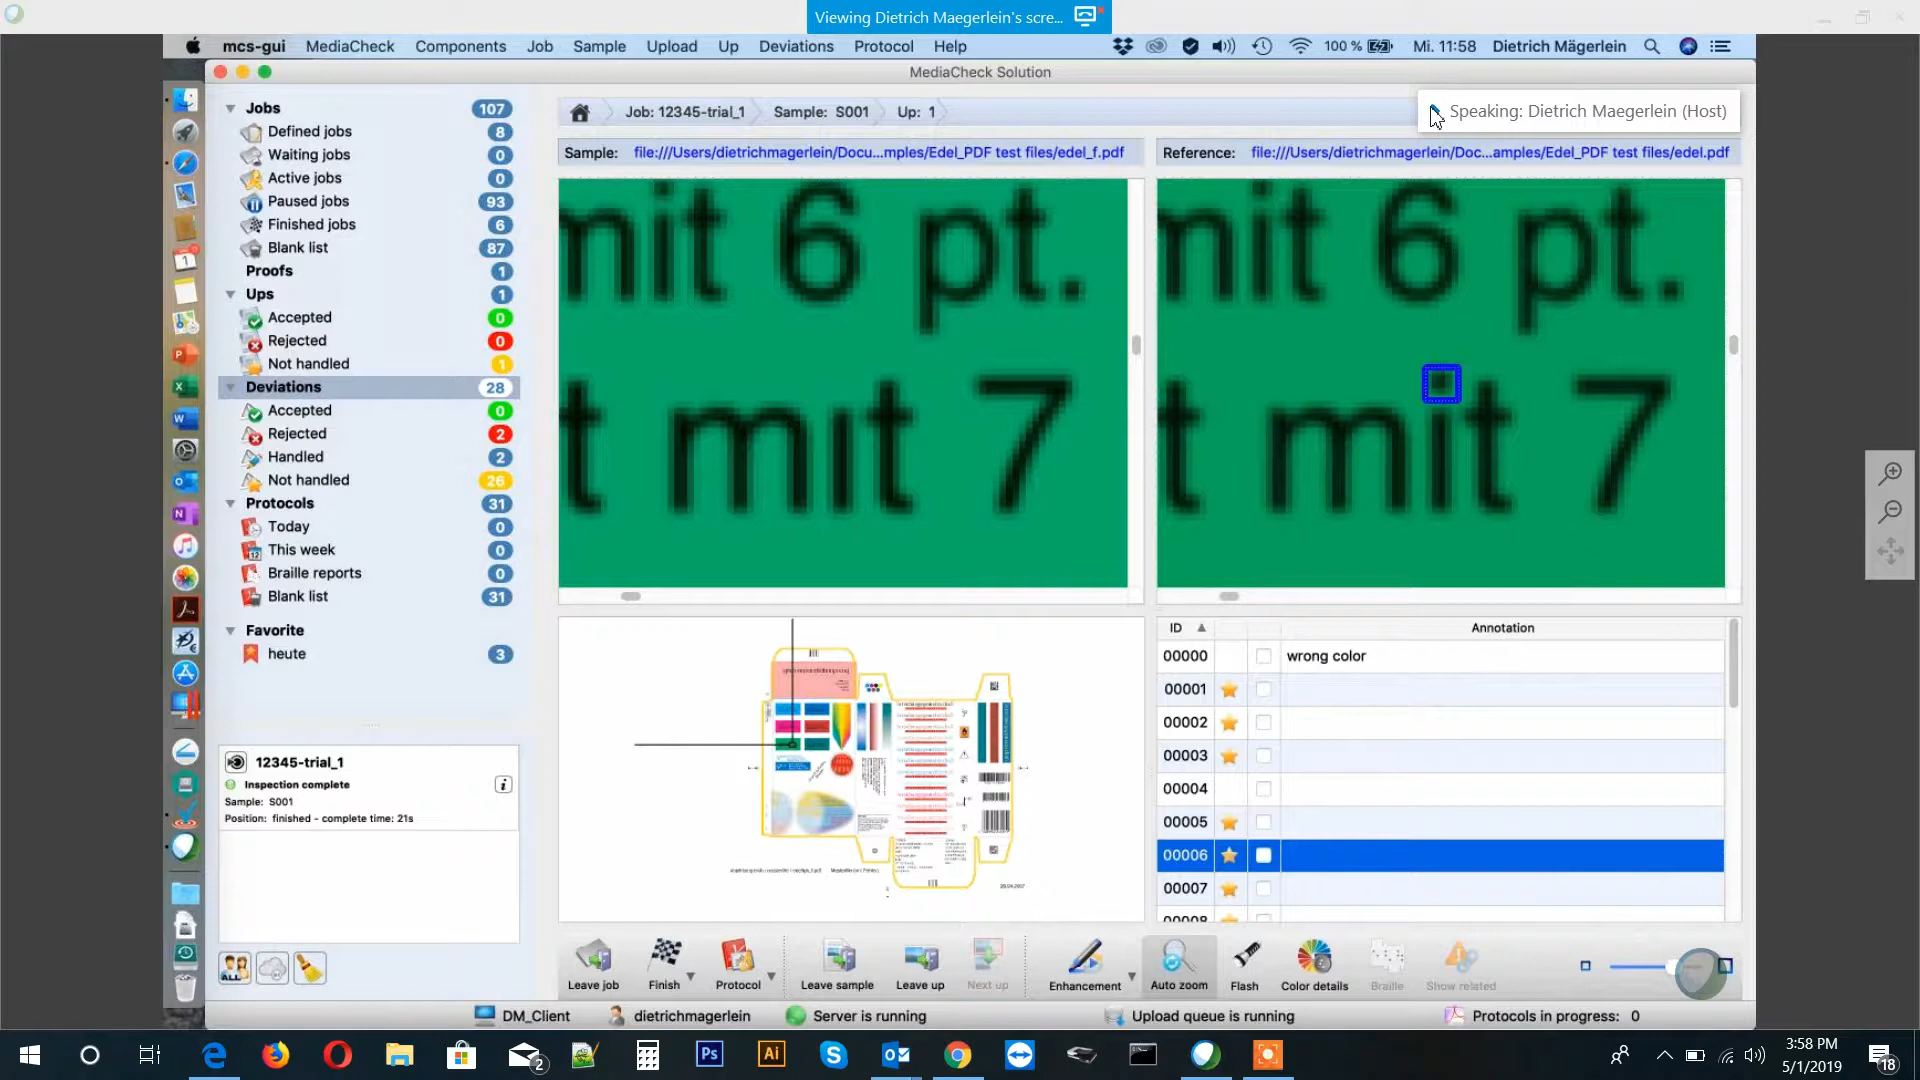 Viewing Dietrich Maegerlein's scre...
mcs-gui MediaCheck Components Job Sample Upload Up Deviations Protocol Help 100 % Mi. 11:58 Dietrich Mägerlein
MediaCheck Solution
Jobs 107
Defined jobs 8
Waiting jobs 0
Active jobs 0
Paused jobs 93
Finished jobs 6
Blank list 87
Proofs 1
Ups 1
Accepted 0
Rejected 0
Not handled 1
Deviations 28
Accepted 0
Rejected 2
Handled 2
Not handled 26
Protocols 31
Today 0
This week 0
Braille reports 0
Blank list 31
Favorite
heute 3
12345-trial_1
Inspection complete
Sample: S001
Position: finished - complete time: 21s
ALL
Job: 12345-trial_1 Sample: S001 Up: 1
Speaking: Dietrich Maegerlein (Host)
Sample: file:///Users/dietrichmagerlein/Docu...mples/Edel_PDF test files/edel_f.pdf
Reference: file:///Users/dietrichmagerlein/Doc...amples/Edel_PDF test files/edel.pdf
mit 6 pt.
t mıt 7
mit 6 pt.
t mit 7
ID Annotation
00000 wrong color
00001
00002
00003
00004
00005
00006
00007
00008
Leave job Finish Protocol Leave sample Leave up Next up Enhancement Auto zoom Flash Color details Braille Show related
DM_Client dietrichmagerlein Server is running Upload queue is running Protocols in progress: 0
3:58 PM
5/1/2019
18